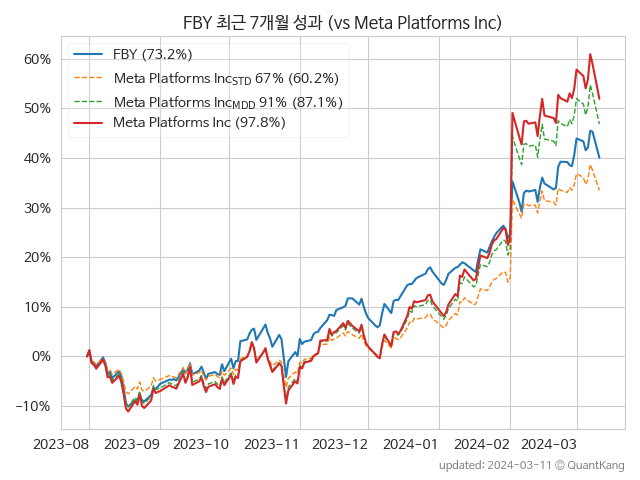 FBY 최근 7개월 성과 (vs Meta Platforms Inc)
FBY (73.2%)
Meta Platforms Inc_STD 67% (60.2%)
Meta Platforms Inc_MDD 91% (87.1%)
Meta Platforms Inc (97.8%)
60%
50%
40%
30%
20%
10%
0%
−10%
2023-08 2023-09 2023-10 2023-11 2023-12 2024-01 2024-02 2024-03
updated: 2024-03-11 © QuantKang